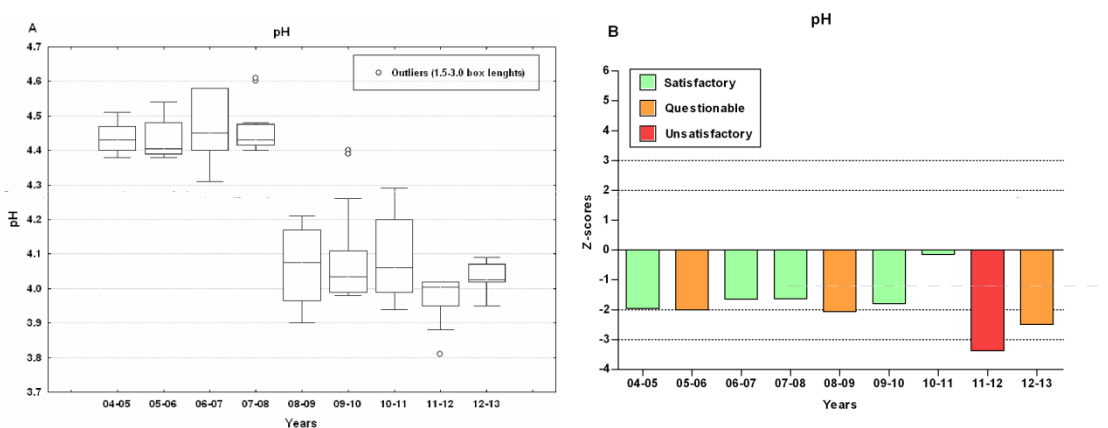 A
pH
4.7
4.6
4.5
4.4
4.3
4.2
4.1
4.0
3.9
3.8
3.7
pH
Outliers (1.5-3.0 box lenghts)
04-05 05-06 06-07 07-08 08-09 09-10 10-11 11-12 12-13
Years
B
pH
6
5
4
3
2
1
0
-1
-2
-3
-4
Z-scores
Satisfactory
Questionable
Unsatisfactory
04-05 05-06 06-07 07-08 08-09 09-10 10-11 11-12 12-13
Years